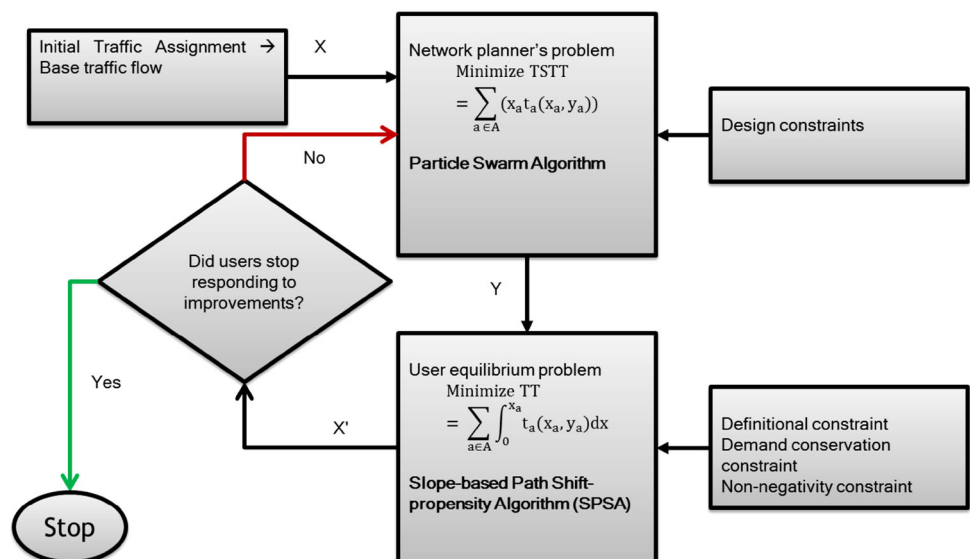 Initial Traffic Assignment →
Base traffic flow
X
Network planner's problem
Minimize TSTT
= ∑ₐ∈A (xₐtₐ(xₐ, yₐ))
Particle Swarm Algorithm
Design constraints
No
Did users stop
responding to
improvements?
Y
Yes
User equilibrium problem
Minimize TT
= ∑ₐ∈A ∫₀^xₐ tₐ(xₐ, yₐ)dx
Slope-based Path Shift-
propensity Algorithm (SPSA)
X'
Definitional constraint
Demand conservation
constraint
Non-negativity constraint
Stop